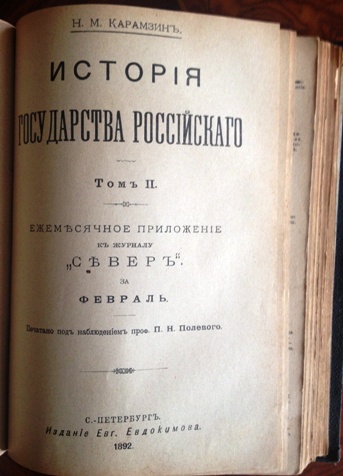 Н. М. Карамзинъ.
ИСТОРІЯ
ГОСУДАРСТВА РОССІЙСКАГО
Томъ II.
ЕЖЕМѢСЯЧНОЕ ПРИЛОЖЕНІЕ
КЪ ЖУРНАЛУ
„СѢВЕРЪ“.
ЗА
ФЕВРАЛЬ.
Печатано подъ наблюденіемъ проф. П. Н. Полевого.
С.-ПЕТЕРБУРГЪ.
Изданіе Евг. Евдокимова.
1892.